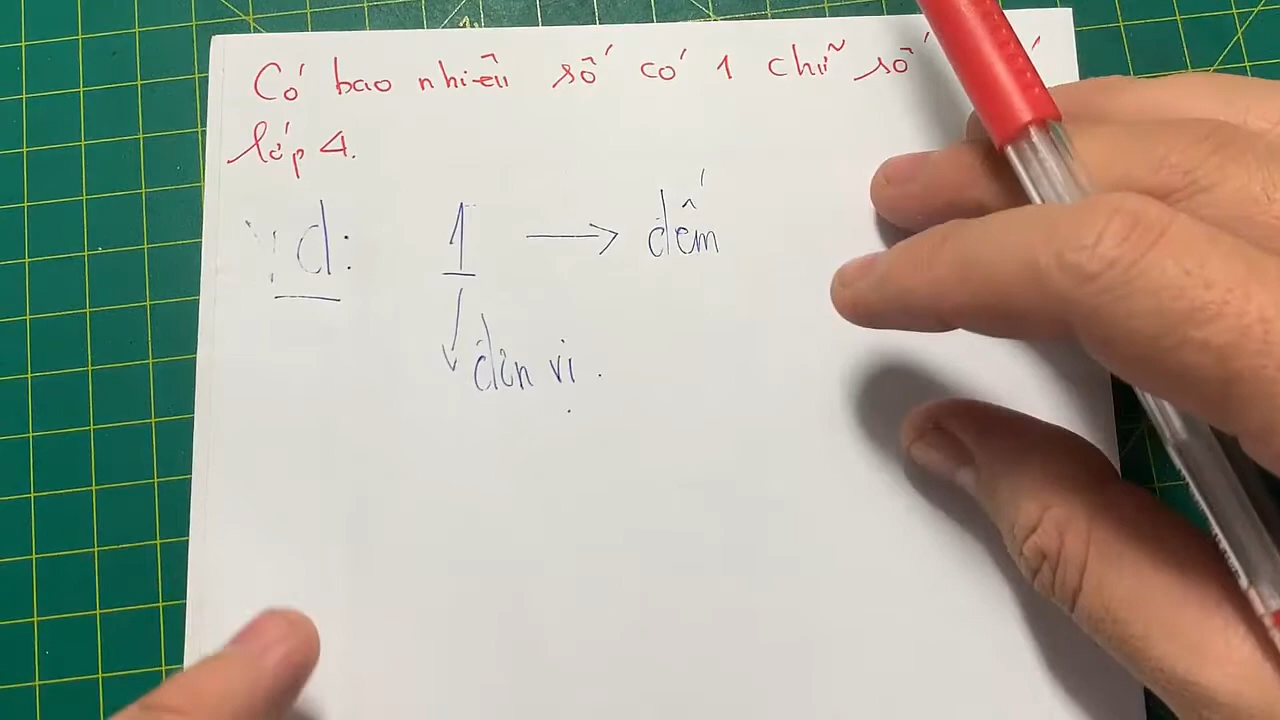 Có bao nhiêu số có 1 chữ số
lớp 4.
Vd: 1 → đếm
đơn vị.